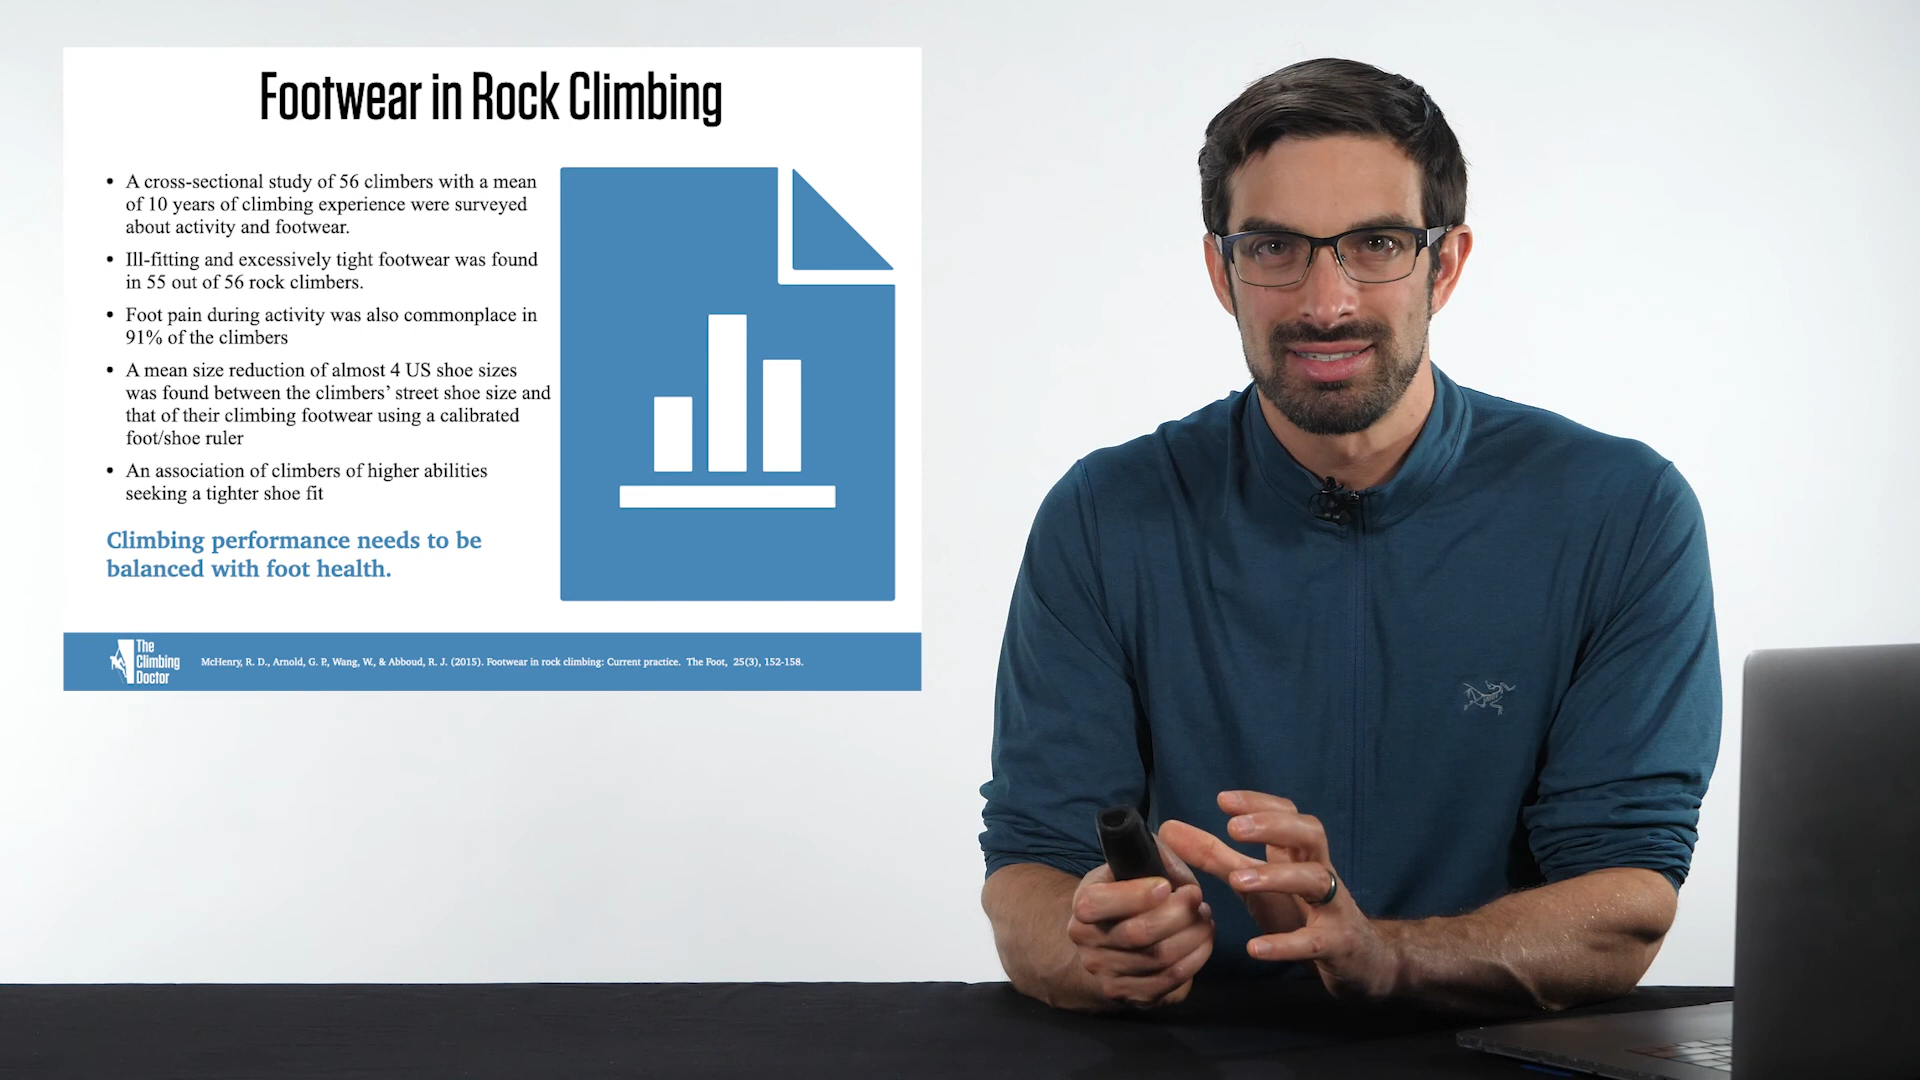 Footwear in Rock Climbing
• A cross-sectional study of 56 climbers with a mean
of 10 years of climbing experience were surveyed
about activity and footwear.
• Ill-fitting and excessively tight footwear was found
in 55 out of 56 rock climbers.
• Foot pain during activity was also commonplace in
91% of the climbers
• A mean size reduction of almost 4 US shoe sizes
was found between the climbers' street shoe size and
that of their climbing footwear using a calibrated
foot/shoe ruler
• An association of climbers of higher abilities
seeking a tighter shoe fit
Climbing performance needs to be
balanced with foot health.
The
Climbing
Doctor
McHenry, R. D., Arnold, G. P., Wang, W., & Abboud, R. J. (2015). Footwear in rock climbing: Current practice. The Foot, 25(3), 152-158.